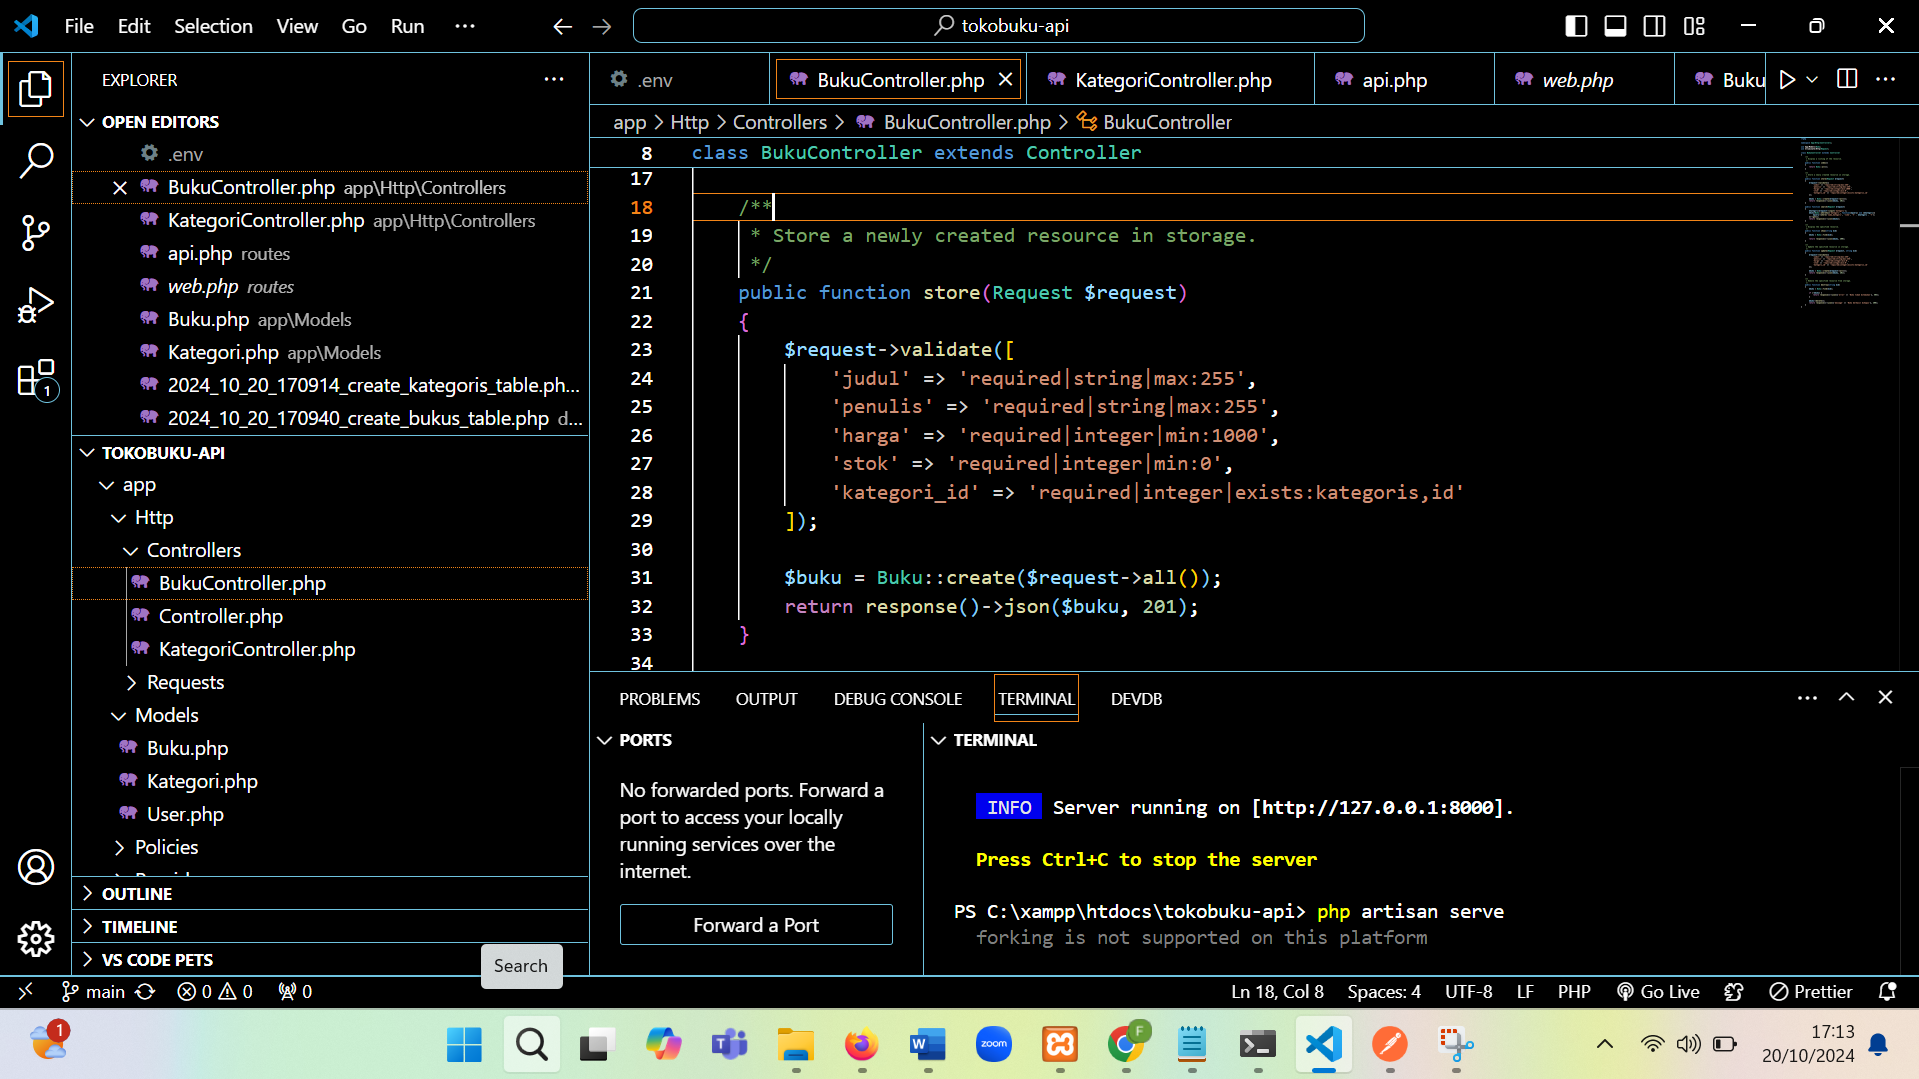 File Edit Selection View Go Run ···
tokobuku-api
EXPLORER
OPEN EDITORS
.env
BukuController.php app\Http\Controllers
KategoriController.php app\Http\Controllers
api.php routes
web.php routes
Buku.php app\Models
Kategori.php app\Models
2024_10_20_170914_create_kategoris_table.ph...
2024_10_20_170940_create_bukus_table.php d...
TOKOBUKU-API
app
Http
Controllers
BukuController.php
Controller.php
KategoriController.php
Requests
Models
Buku.php
Kategori.php
User.php
Policies
OUTLINE
TIMELINE
VS CODE PETS
Search
1
.env BukuController.php KategoriController.php api.php web.php Buku
app > Http > Controllers > BukuController.php > BukuController
8 class BukuController extends Controller
17
18 /**
19 * Store a newly created resource in storage.
20 */
21 public function store(Request $request)
22 {
23 $request->validate([
24 'judul' => 'required|string|max:255',
25 'penulis' => 'required|string|max:255',
26 'harga' => 'required|integer|min:1000',
27 'stok' => 'required|integer|min:0',
28 'kategori_id' => 'required|integer|exists:kategoris,id'
29 ]);
30
31 $buku = Buku::create($request->all());
32 return response()->json($buku, 201);
33 }
34
PROBLEMS OUTPUT DEBUG CONSOLE TERMINAL DEVDB
PORTS
No forwarded ports. Forward a
port to access your locally
running services over the
internet.
Forward a Port
TERMINAL
INFO Server running on [http://127.0.0.1:8000].
Press Ctrl+C to stop the server
PS C:\xampp\htdocs\tokobuku-api> php artisan serve
forking is not supported on this platform
main 0 0 0
Ln 18, Col 8 Spaces: 4 UTF-8 LF PHP Go Live Prettier
1
T
W
zoom
F
17:13
20/10/2024